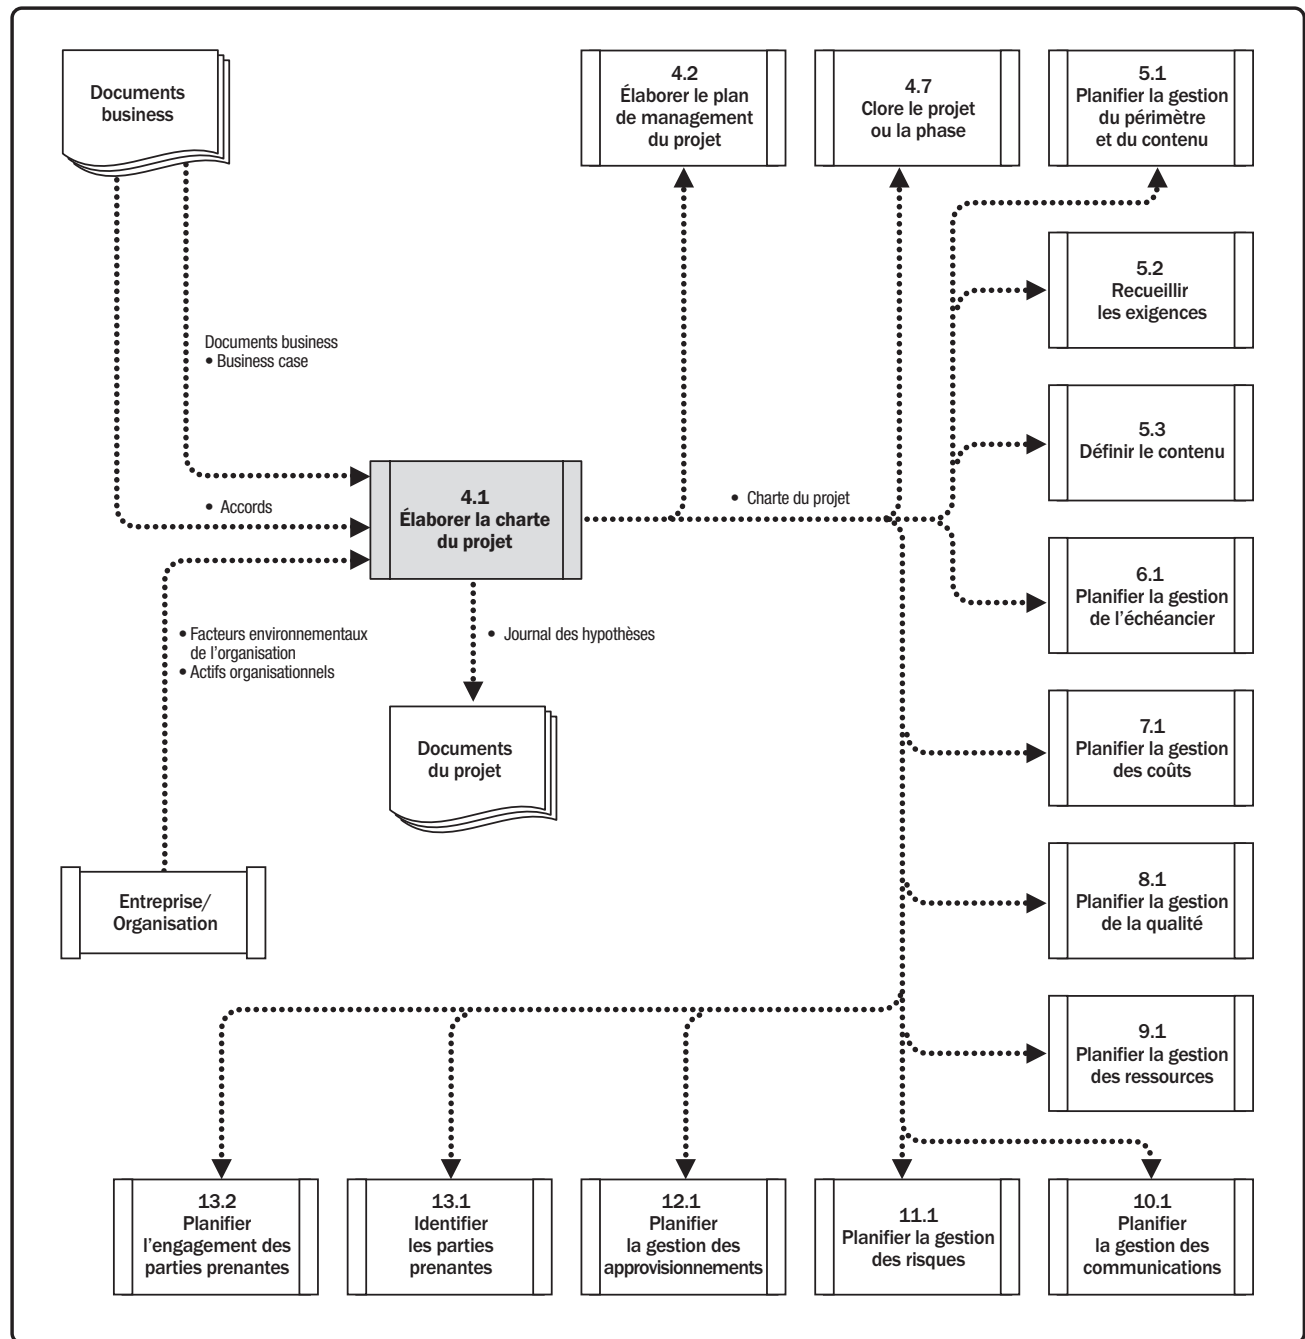 Documents
business
4.2
Élaborer le plan
de management
du projet
4.7
Clore le projet
ou la phase
5.1
Planifier la gestion
du périmètre
et du contenu
5.2
Recueillir
les exigences
Documents business
• Business case
5.3
Définir le contenu
4.1
Élaborer la charte
du projet
• Accords
• Charte du projet
6.1
Planifier la gestion
de l'échéancier
• Facteurs environnementaux
de l'organisation
• Actifs organisationnels
• Journal des hypothèses
Documents
du projet
7.1
Planifier la gestion
des coûts
8.1
Planifier la gestion
de la qualité
Entreprise/
Organisation
9.1
Planifier la gestion
des ressources
13.2
Planifier
l'engagement des
parties prenantes
13.1
Identifier
les parties
prenantes
12.1
Planifier
la gestion des
approvisionnements
11.1
Planifier la gestion
des risques
10.1
Planifier
la gestion des
communications